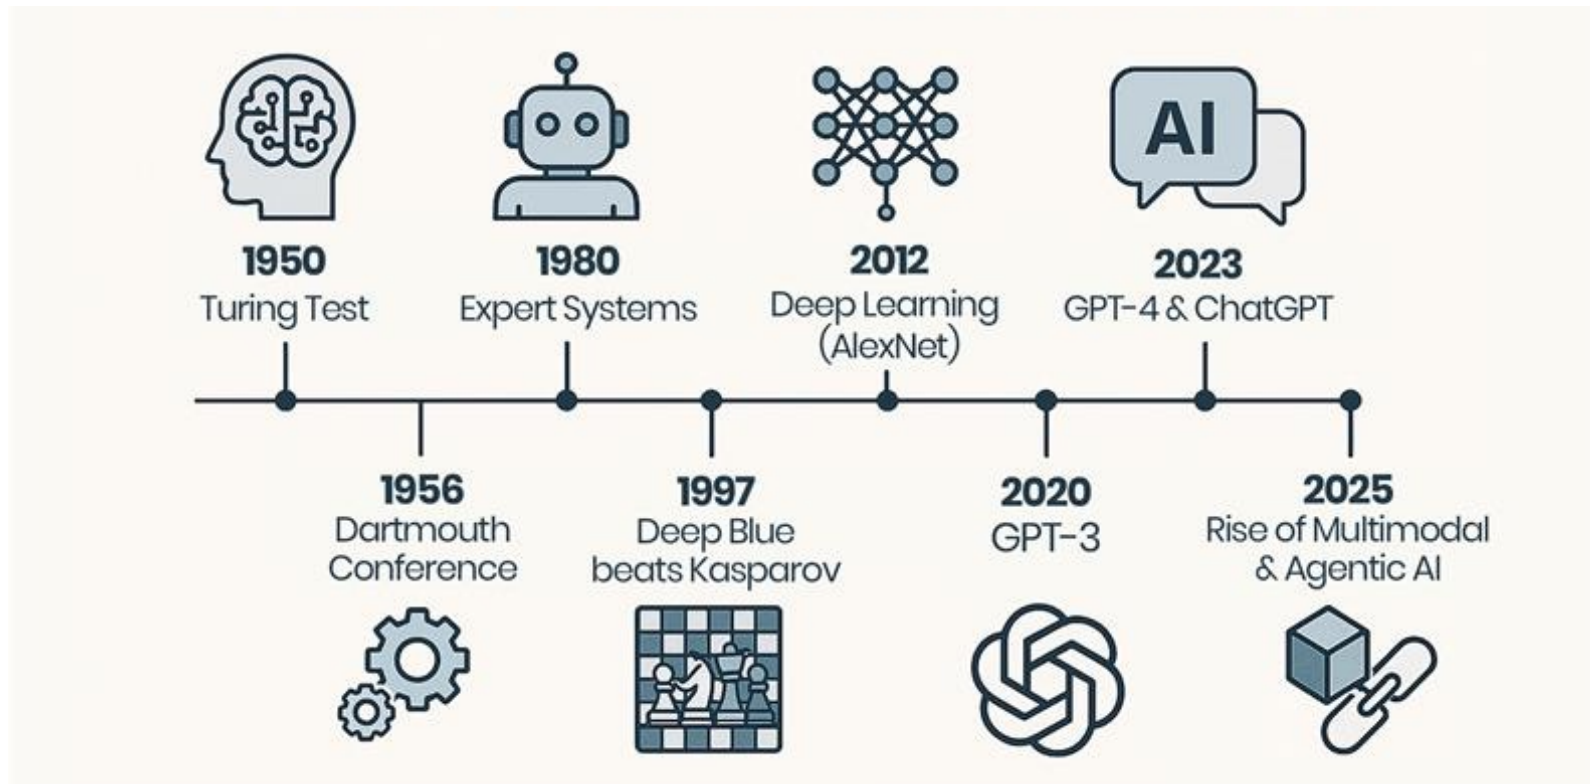 AI
1950
Turing Test
1980
Expert Systems
2012
Deep Learning
(AlexNet)
2023
GPT-4 & ChatGPT
1956
Dartmouth
Conference
1997
Deep Blue
beats Kasparov
2020
GPT-3
2025
Rise of Multimodal
& Agentic AI